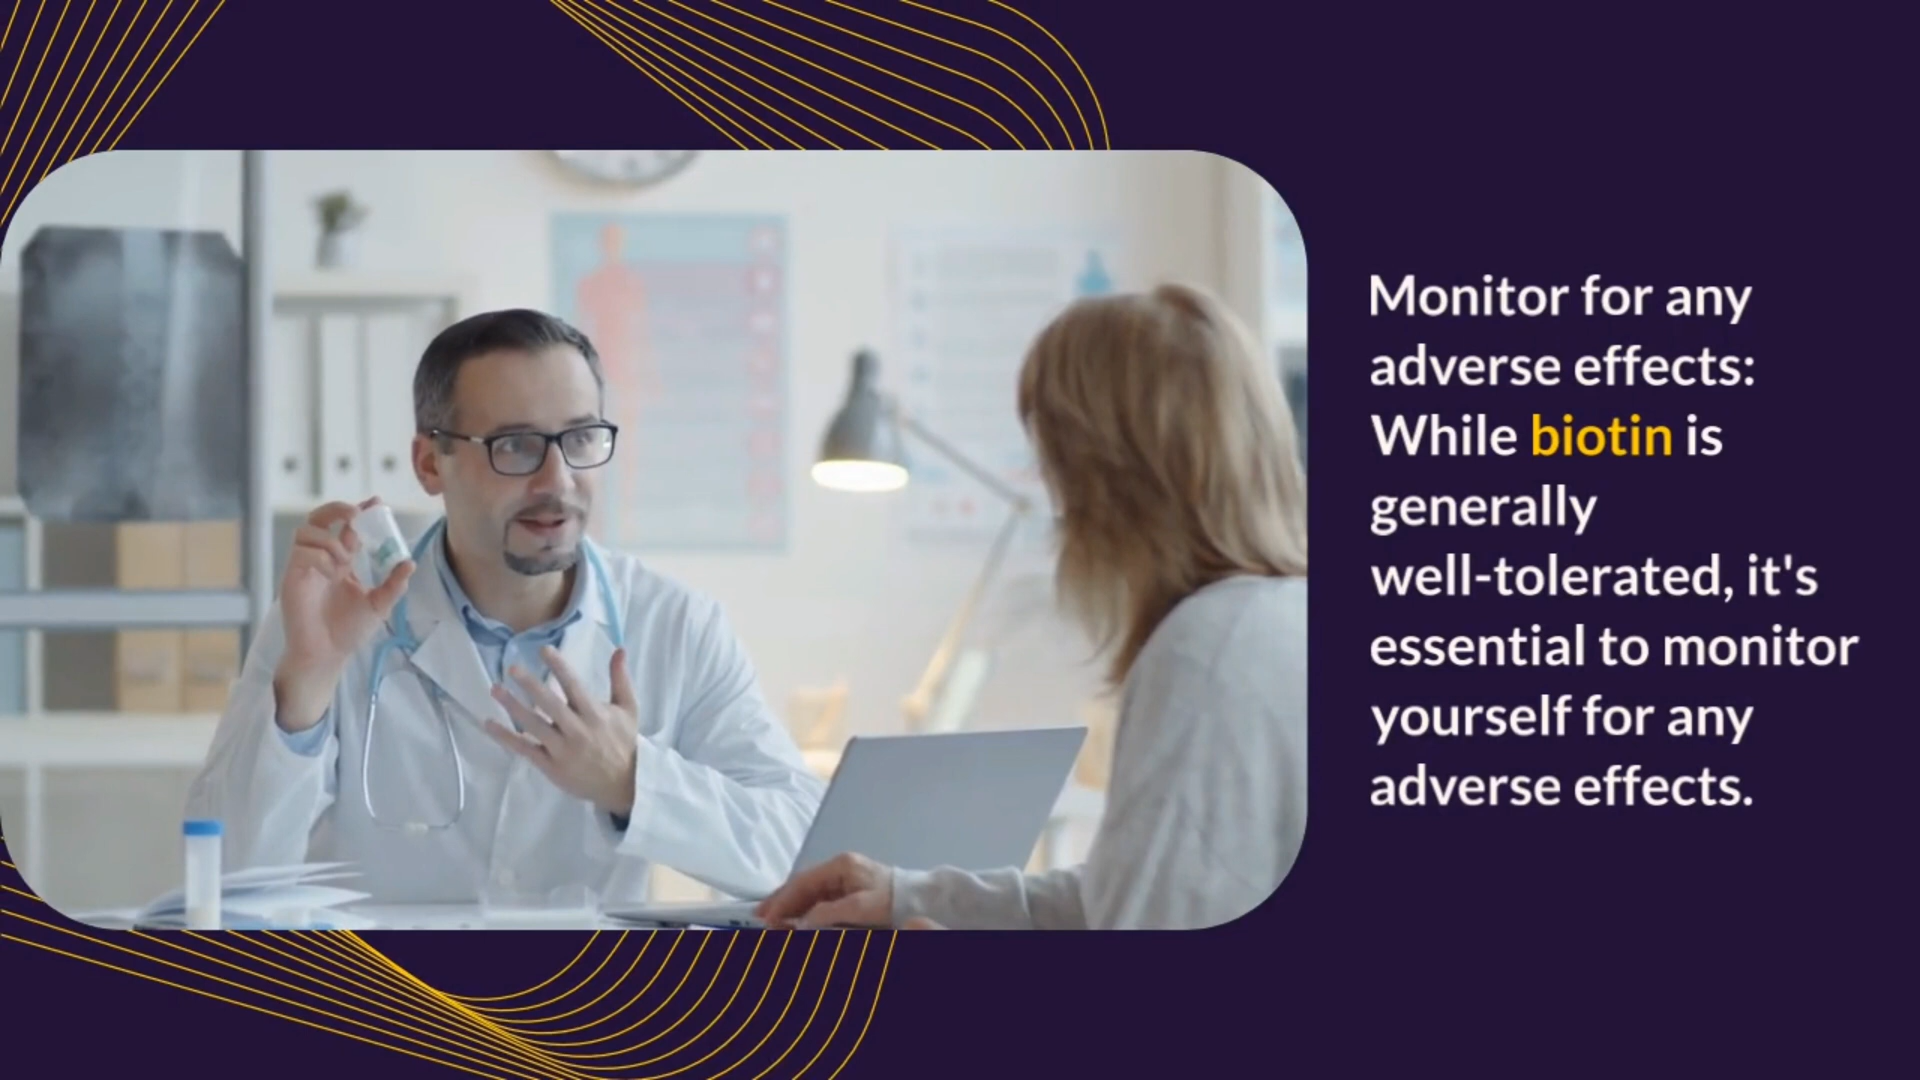 Monitor for any
adverse effects:
While biotin is
generally
well-tolerated, it's
essential to monitor
yourself for any
adverse effects.